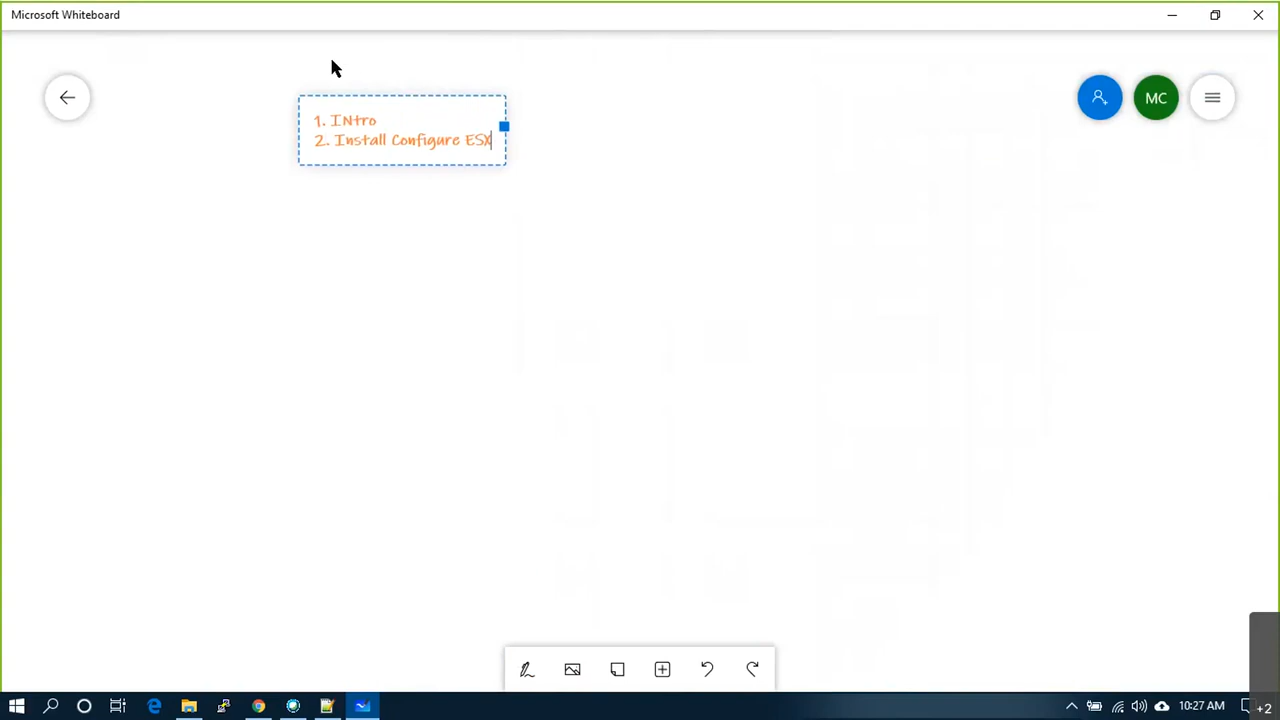 Microsoft Whiteboard
MC
1. INtro
2. Install Configure ESX
10:27 AM
+2